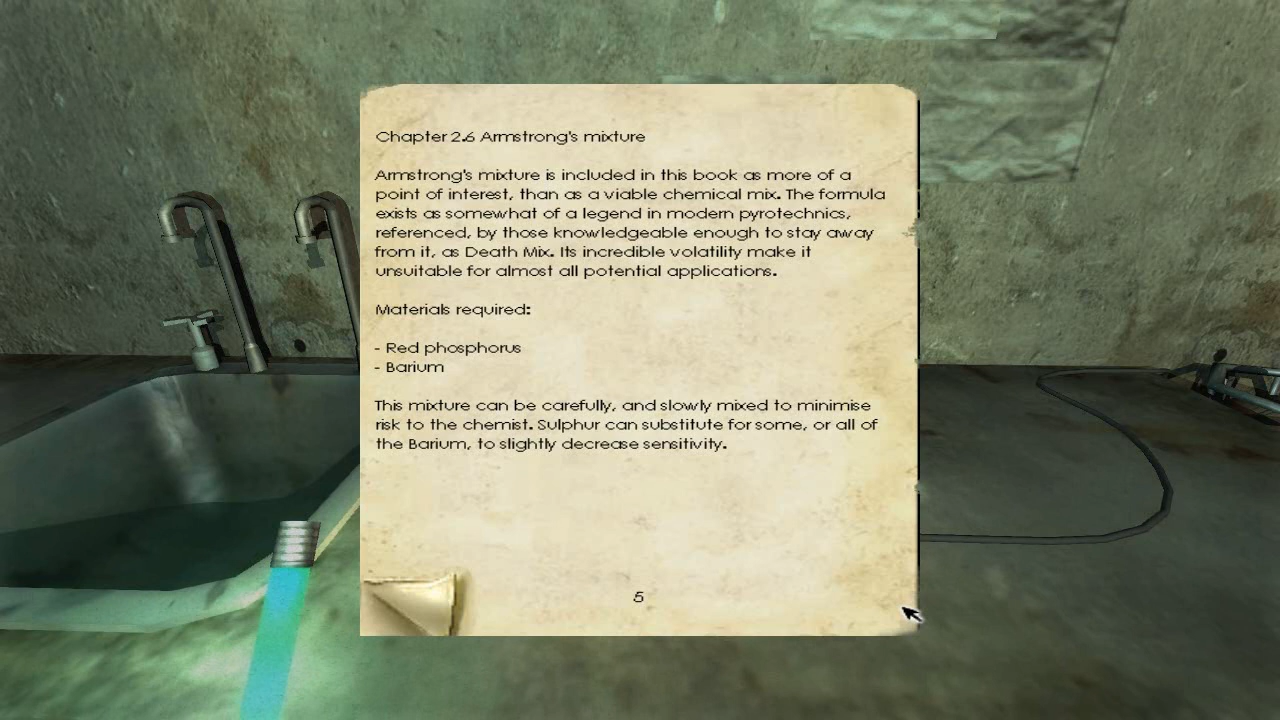 Chapter 2.6 Armstrong's mixture
Armstrong's mixture is included in this book as more of a
point of interest, than as a viable chemical mix. The formula
exists as somewhat of a legend in modern pyrotechnics,
referenced, by those knowledgeable enough to stay away
from it, as Death Mix. Its incredible volatility make it
unsuitable for almost all potential applications.
Materials required:
- Red phosphorus
- Barium
This mixture can be carefully, and slowly mixed to minimise
risk to the chemist. Sulphur can substitute for some, or all of
the Barium, to slightly decrease sensitivity.
5